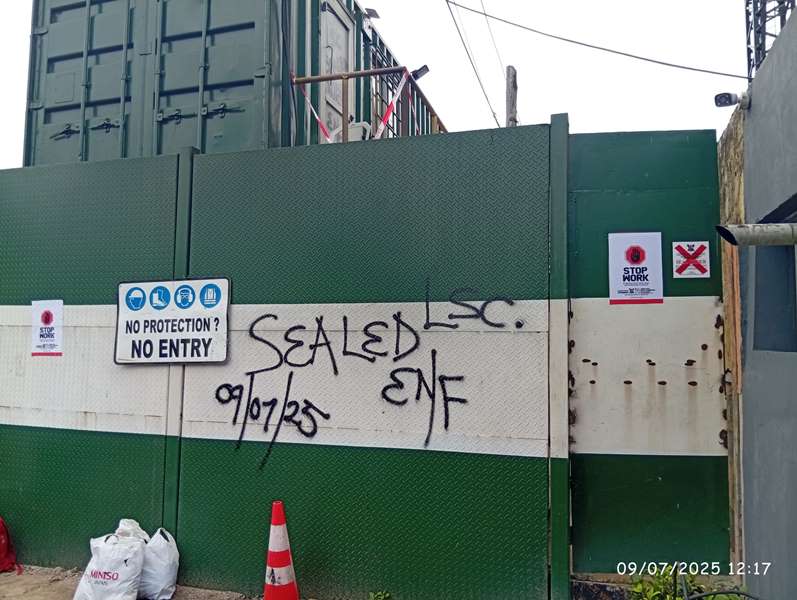 STOP
WORK
NO PROTECTION?
NO ENTRY
SEALED
LSC.
09/07/25
ENF
STOP
WORK
MINISO
09/07/2025 12:17